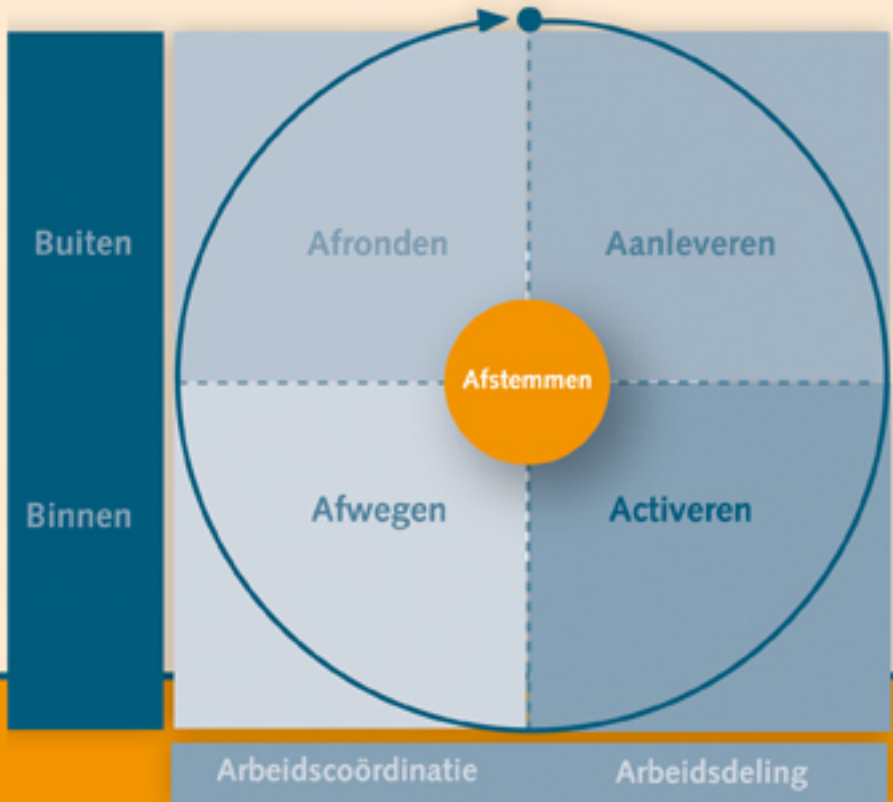 Buiten
Afronden
Aanleveren
Afstemmen
Binnen
Afwegen
Activeren
Arbeidscoördinatie
Arbeidsdeling